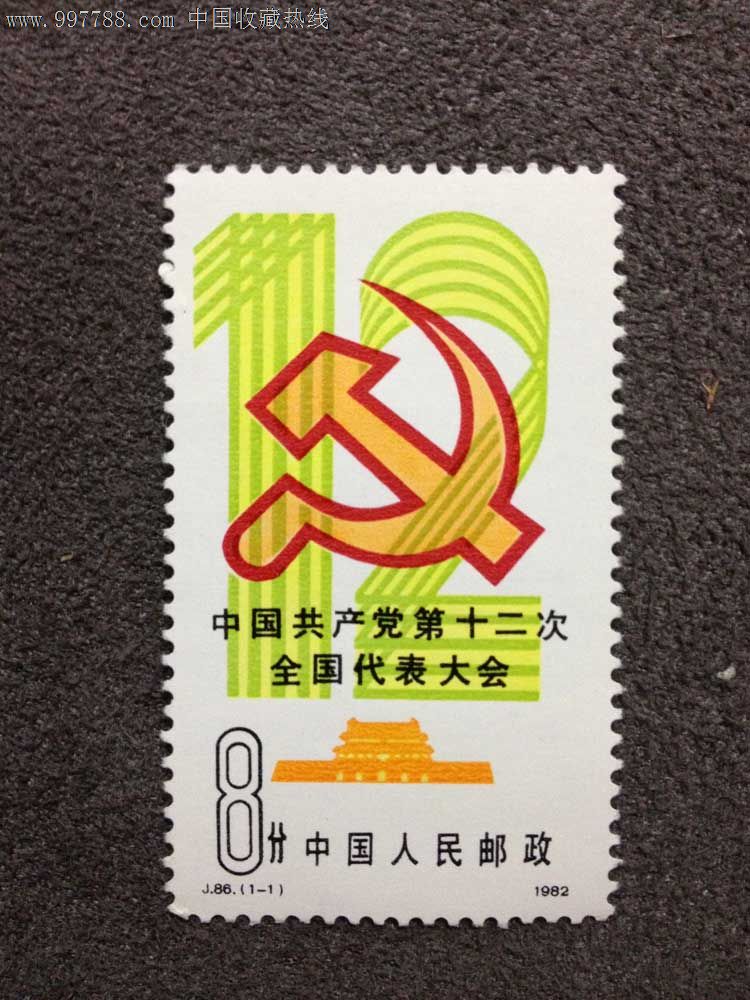 www.997788.com 中国收藏热线
12
中国共产党第十二次
全国代表大会
8分 中国人民邮政
J.86.(1-1) 1982